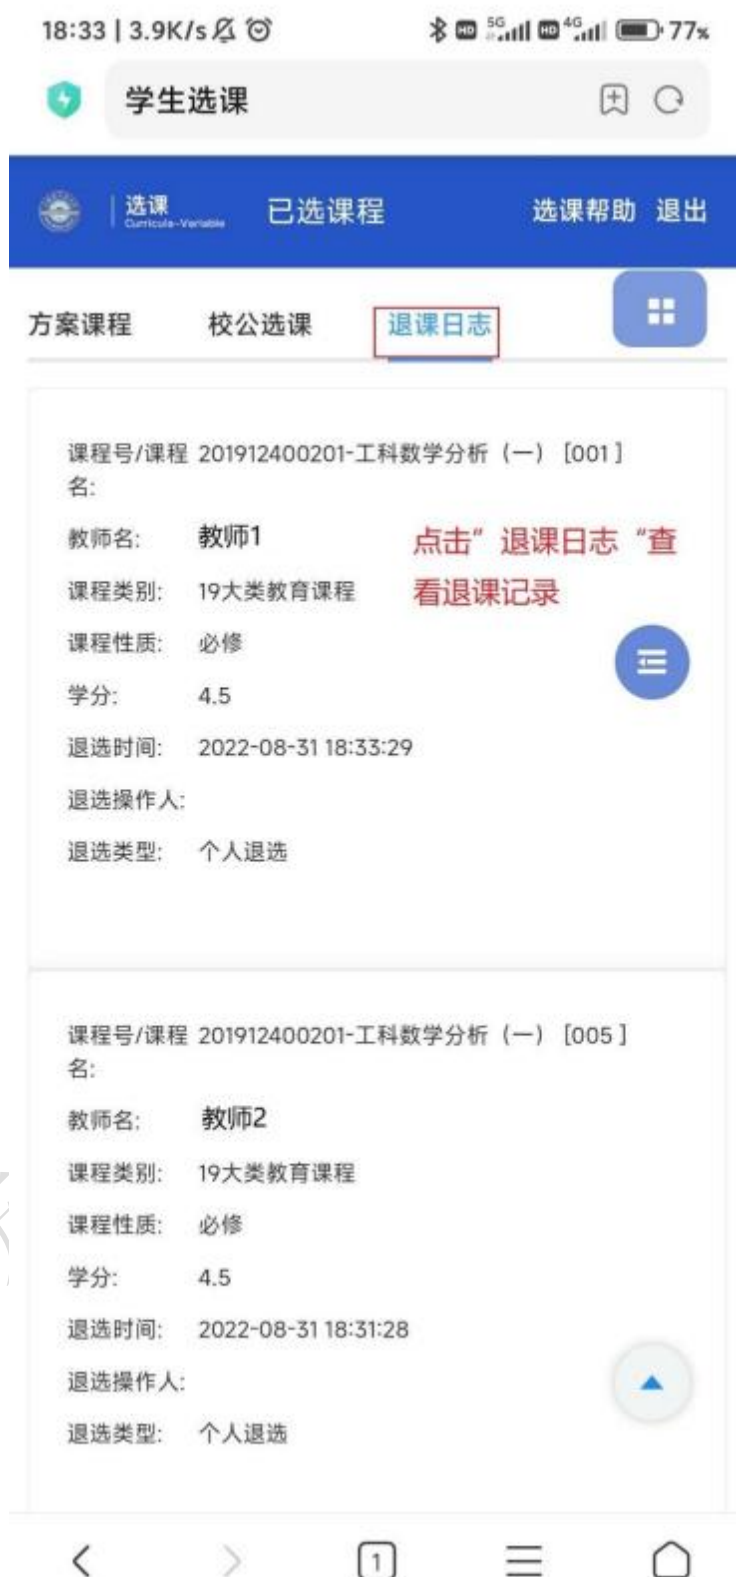 18:33 | 3.9K/s
HD 5G HD 4G 77%
学生选课
选课
Curricula-Variable
已选课程
选课帮助 退出
方案课程 校公选课 退课日志
课程号/课程名: 201912400201-工科数学分析（一）[001]
教师名: 教师1
点击”退课日志“查
看退课记录
课程类别: 19大类教育课程
课程性质: 必修
学分: 4.5
退选时间: 2022-08-31 18:33:29
退选操作人:
退选类型: 个人退选
课程号/课程名: 201912400201-工科数学分析（一）[005]
教师名: 教师2
课程类别: 19大类教育课程
课程性质: 必修
学分: 4.5
退选时间: 2022-08-31 18:31:28
退选操作人:
退选类型: 个人退选
1